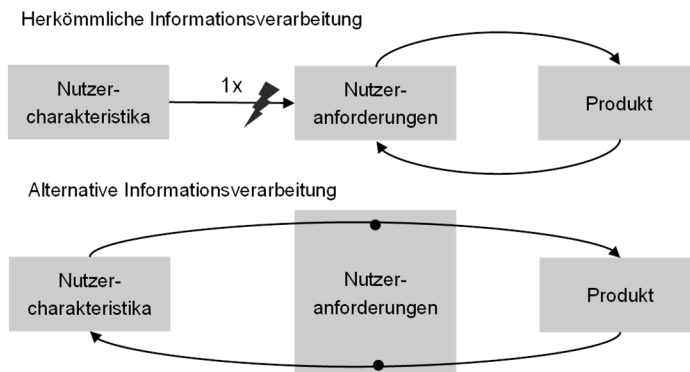 Herkömmliche Informationsverarbeitung
Nutzer-
charakteristika
1x
Nutzer-
anforderungen
Produkt
Alternative Informationsverarbeitung
Nutzer-
charakteristika
Nutzer-
anforderungen
Produkt